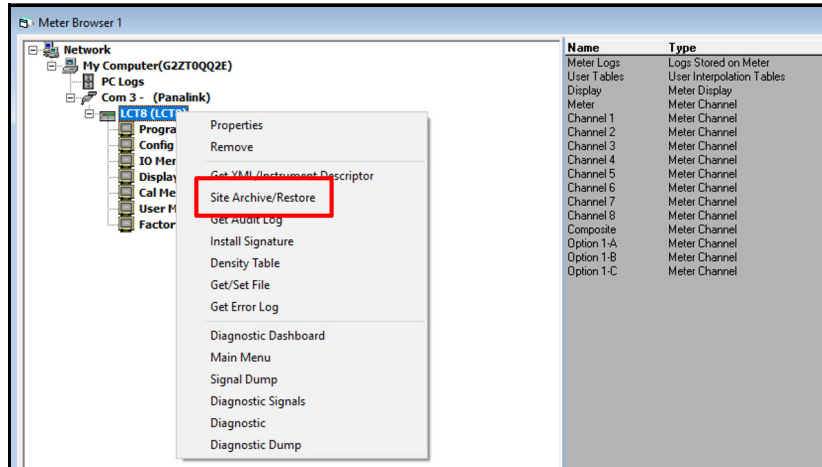 Meter Browser 1
Network
My Computer(G2ZT0QQ2E)
PC Logs
Com 3 - (Panalink)
LCT8 (LCT8)
Progra
Config
IO Mer
Display
Cal Me
User M
Factor
Properties
Remove
Get XML/Instrument Descriptor
Site Archive/Restore
Get Audit Log
Install Signature
Density Table
Get/Set File
Get Error Log
Diagnostic Dashboard
Main Menu
Signal Dump
Diagnostic Signals
Diagnostic
Diagnostic Dump
Name Type
Meter Logs Logs Stored on Meter
User Tables User Interpolation Tables
Display Meter Display
Meter Meter Channel
Channel 1 Meter Channel
Channel 2 Meter Channel
Channel 3 Meter Channel
Channel 4 Meter Channel
Channel 5 Meter Channel
Channel 6 Meter Channel
Channel 7 Meter Channel
Channel 8 Meter Channel
Composite Meter Channel
Option 1-A Meter Channel
Option 1-B Meter Channel
Option 1-C Meter Channel